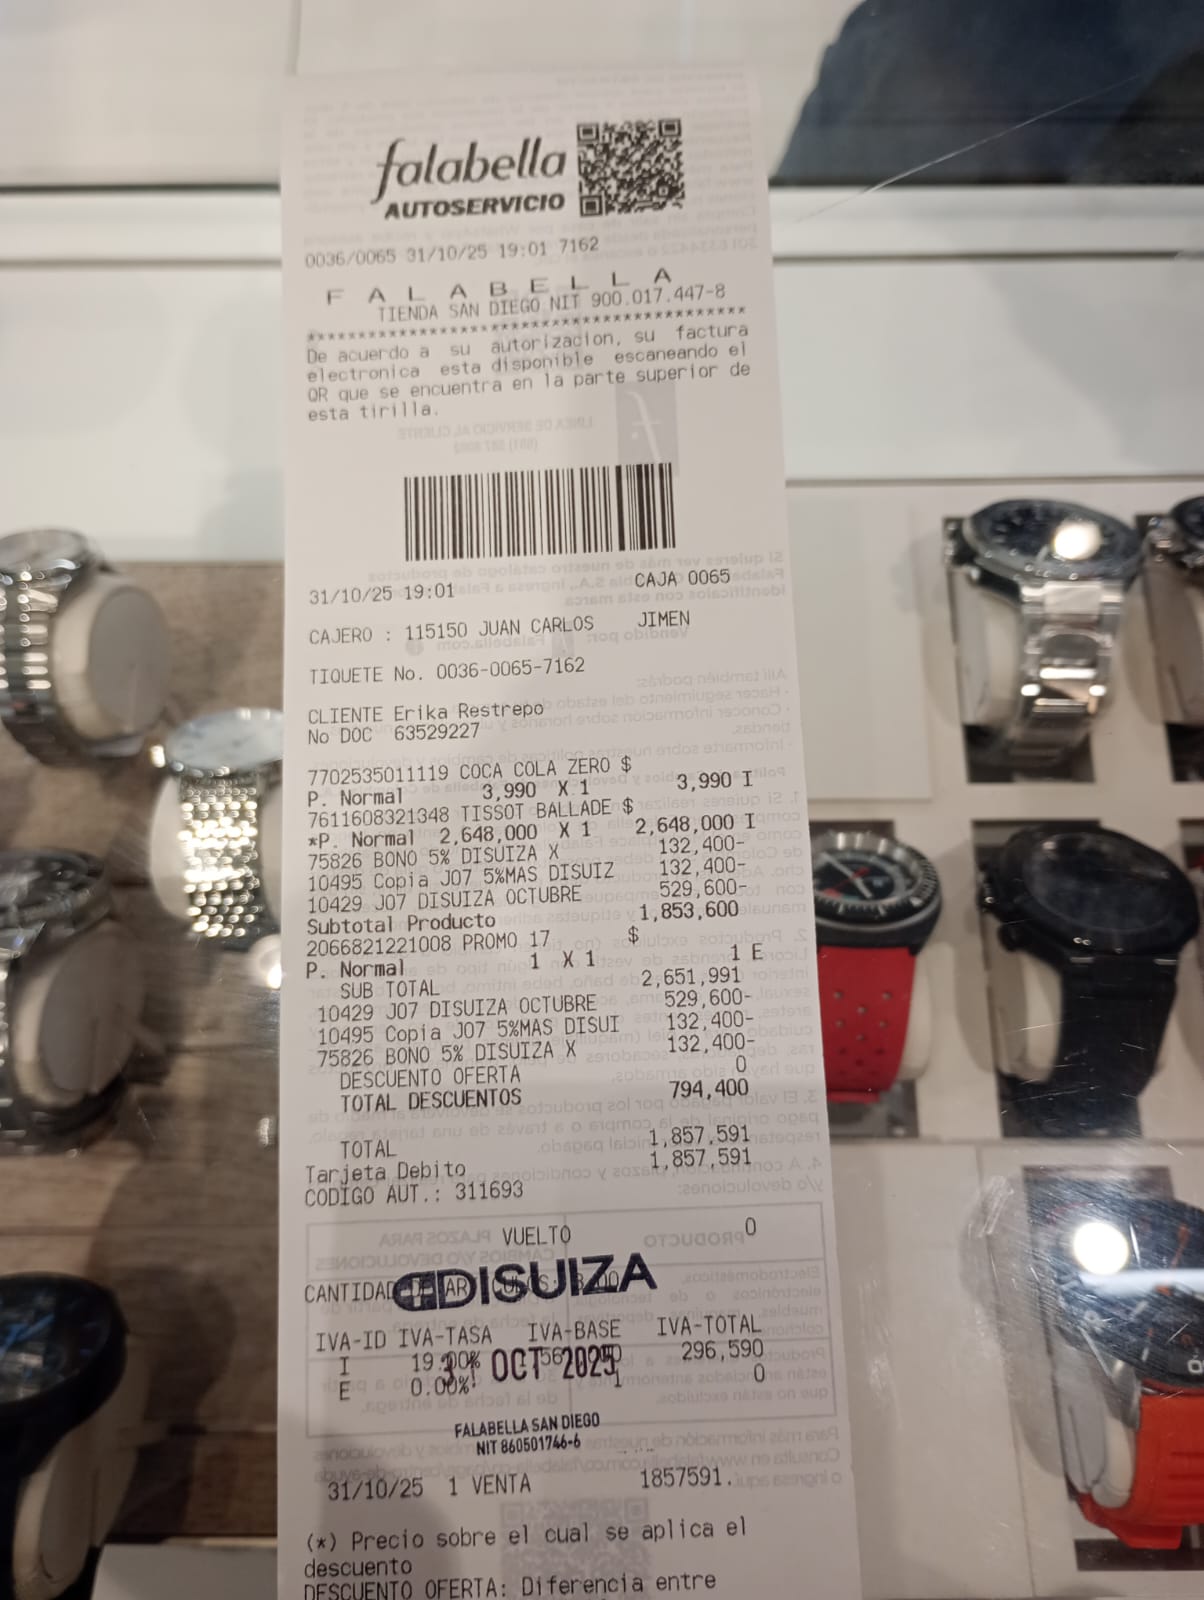 falabella
AUTOSERVICIO
0036/0065 31/10/25 19:01 7162
F A L A B E L L A
TIENDA SAN DIEGO NIT 900.017.447-8
De acuerdo a su autorizacion, su factura
electronica esta disponible escaneando el
QR que se encuentra en la parte superior de
esta tirilla.
31/10/25 19:01 CAJA 0065
CAJERO : 115150 JUAN CARLOS JIMEN
TIQUETE No. 0036-0065-7162
CLIENTE Erika Restrepo
No DOC 63529227
7702535011119 COCA COLA ZERO $
P. Normal 3,990 X 1 3,990 I
7611608321348 TISSOT BALLADE $
*P. Normal 2,648,000 X 1 2,648,000 I
75826 BONO 5% DISUIZA X 132,400-
10495 Copia J07 5%MAS DISUIZ 132,400-
10429 J07 DISUIZA OCTUBRE 529,600-
Subtotal Producto 1,853,600
2066821221008 PROMO 17 $
P. Normal 1 X 1 1 E
SUB TOTAL 2,651,991
10429 J07 DISUIZA OCTUBRE 529,600-
10495 Copia J07 5%MAS DISUI 132,400-
75826 BONO 5% DISUIZA X 132,400-
DESCUENTO OFERTA 0
TOTAL DESCUENTOS 794,400
TOTAL 1,857,591
Tarjeta Debito 1,857,591
CODIGO AUT.: 311693
VUELTO 0
CANTIDAD
DISUIZA
IVA-ID IVA-TASA IVA-BASE IVA-TOTAL
I 19.00% 296,590
31 OCT 2025
E 0.00% 1 0
FALABELLA SAN DIEGO
NIT 860501746-6
31/10/25 1 VENTA 1857591.
(*) Precio sobre el cual se aplica el
descuento
DESCUENTO OFERTA: Diferencia entre